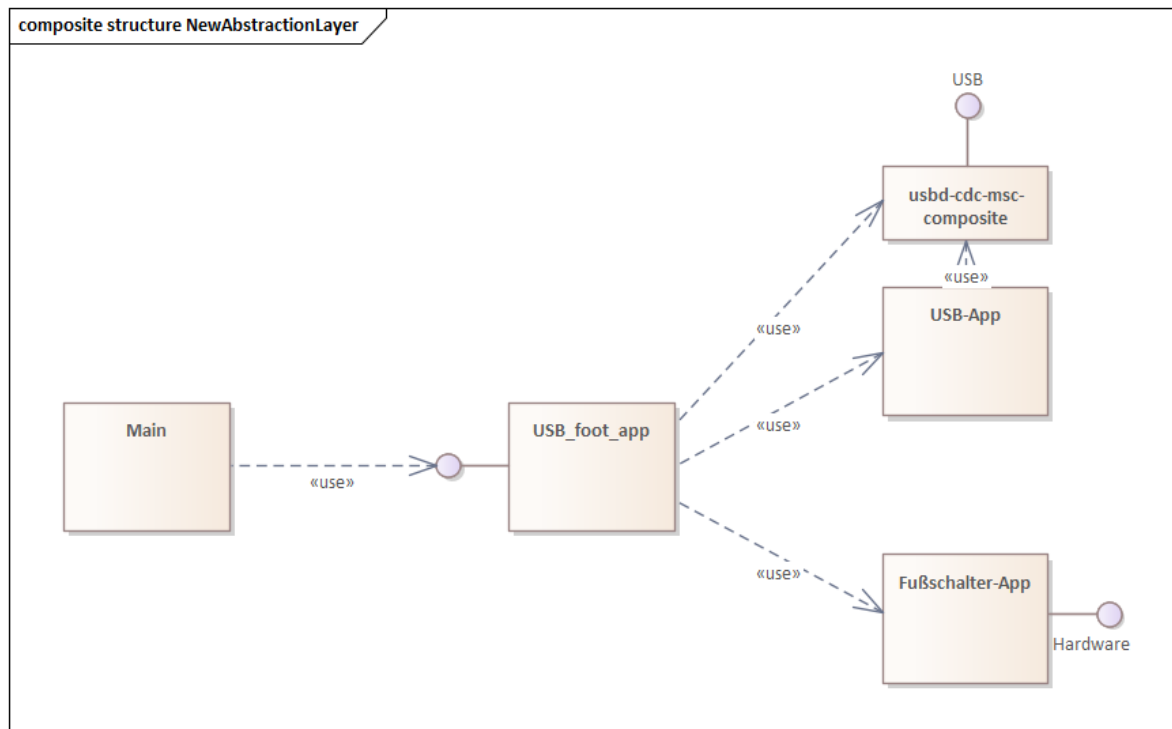 composite structure NewAbstractionLayer
USB
usbd-cdc-msc-
composite
«use»
USB-App
«use»
«use»
Main
«use»
USB_foot_app
«use»
Fußschalter-App
Hardware